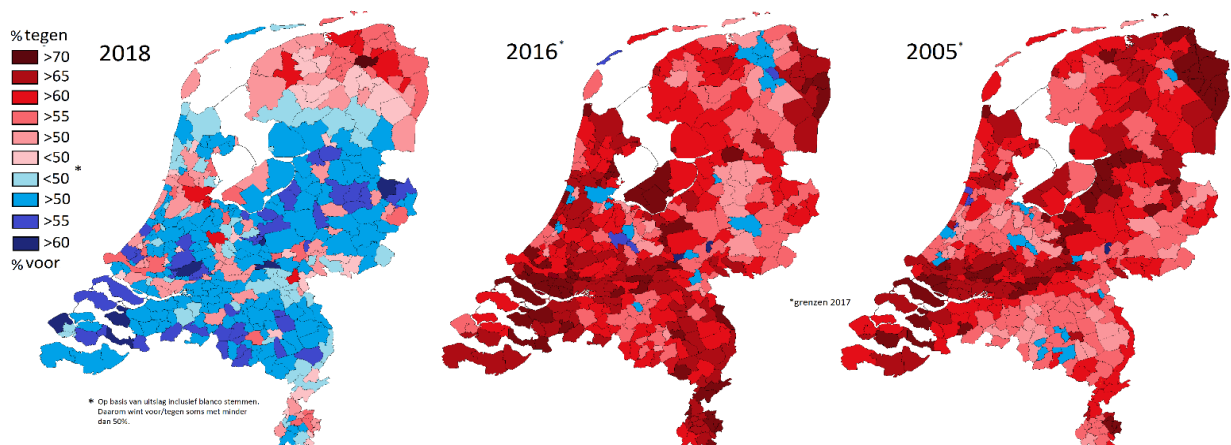 % tegen
>70
>65
>60
>55
>50
<50
<50 *
>50
>55
>60
% voor
2018
2016*
2005*
*grenzen 2017
* Op basis van uitslag inclusief blanco stemmen.
Daarom wint voor/tegen soms met minder
dan 50%.